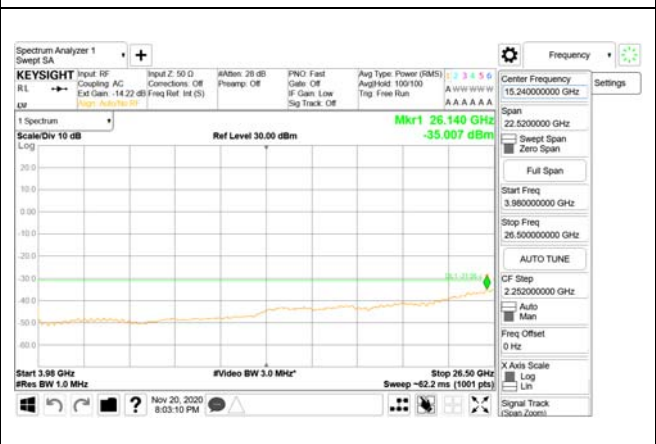 Spectrum Analyzer 1
Swept SA
Frequency
KEYSIGHT Input: RF Input Z: 50 Ω #Atten: 28 dB PNO: Fast Avg Type: Power (RMS) 1 2 3 4 5 6
RL Coupling: AC Corrections: Off Preamp: Off Gate: Off Avg|Hold: 100/100 A W W W W W
Ext Gain: -14.22 dB Freq Ref: Int (S) IF Gain: Low Trig: Free Run
Align: Auto/No RF Sig Track: Off A A A A A A
1 Spectrum
Mkr1 26.140 GHz
Scale/Div 10 dB Ref Level 30.00 dBm -35.007 dBm
Log
20.0
10.0
0.00
-10.0
-20.0
-30.0
-40.0
-50.0
-60.0
Start 3.98 GHz #Video BW 3.0 MHz* Stop 26.50 GHz
#Res BW 1.0 MHz Sweep ~62.2 ms (1001 pts)
Nov 20, 2020
8:03:10 PM
Center Frequency
15.240000000 GHz
Settings
Span
22.5200000 GHz
Swept Span
Zero Span
Full Span
Start Freq
3.980000000 GHz
Stop Freq
26.500000000 GHz
AUTO TUNE
CF Step
2.252000000 GHz
Auto
Man
Freq Offset
0 Hz
X Axis Scale
Log
Lin
Signal Track
(Span Zoom)